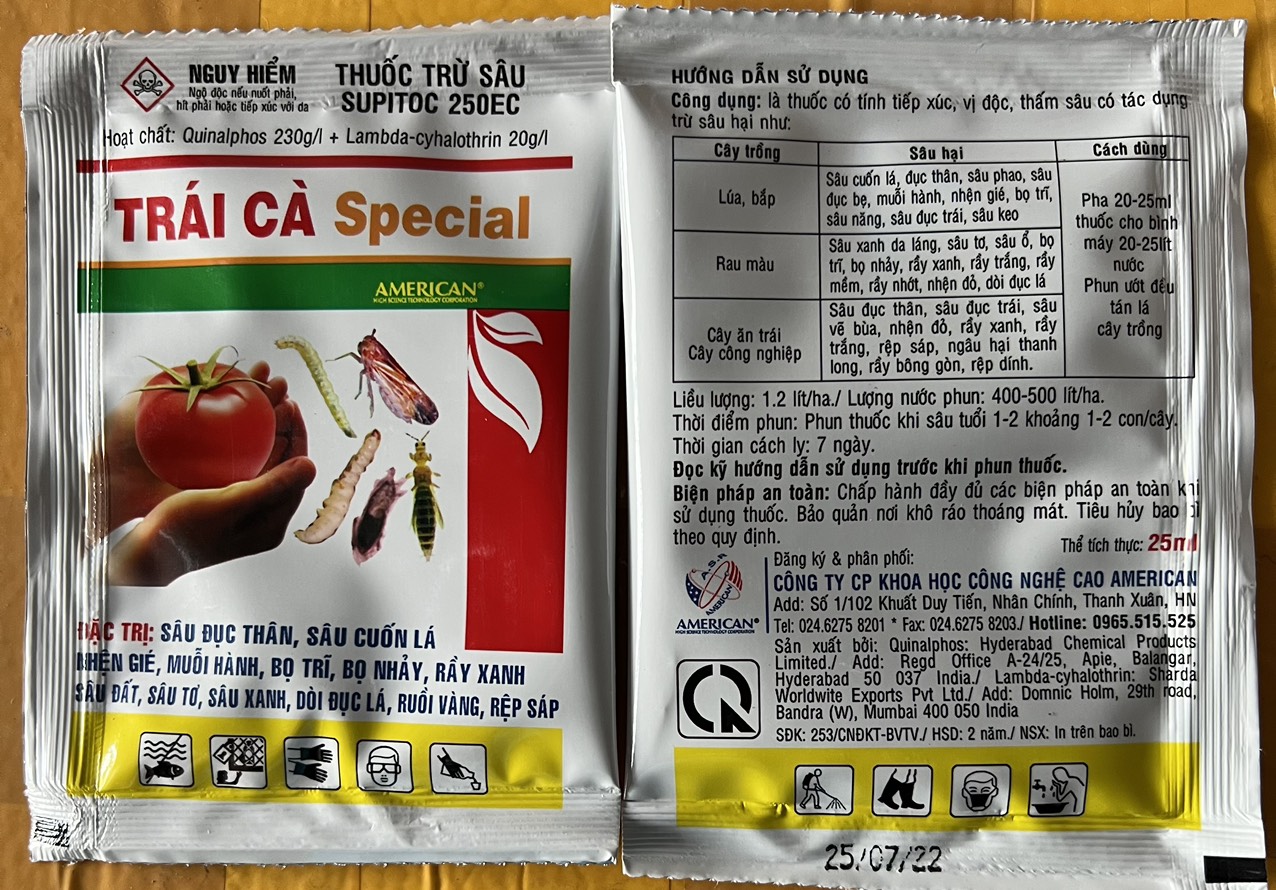 NGUY HIỂM
Ngộ độc nếu nuốt phải,
hít phải hoặc tiếp xúc với da
THUỐC TRỪ SÂU
SUPITOC 250EC
Hoạt chất: Quinalphos 230g/l + Lambda-cyhalothrin 20g/l
TRÁI CÀ Special
AMERICAN®
HIGH SCIENCE TECHNOLOGY CORPORATION
ĐẶC TRỊ: SÂU ĐỤC THÂN, SÂU CUỐN LÁ
NHỆN GIÉ, MUỖI HÀNH, BỌ TRĨ, BỌ NHẢY, RẦY XANH
SÂU ĐẤT, SÂU TƠ, SÂU XANH, DÒI ĐỤC LÁ, RUỒI VÀNG, RỆP SÁP
HƯỚNG DẪN SỬ DỤNG
Công dụng: là thuốc có tính tiếp xúc, vị độc, thấm sâu có tác dụng
trừ sâu hại như:
Cây trồng
Sâu hại
Cách dùng
Lúa, bắp
Sâu cuốn lá, đục thân, sâu phao, sâu
đục bẹ, muỗi hành, nhện gié, bọ trĩ,
sâu năng, sâu đục trái, sâu keo
Rau màu
Sâu xanh da láng, sâu tơ, sâu ổ, bọ
trĩ, bọ nhảy, rầy xanh, rầy trắng, rầy
mềm, rầy nhớt, nhện đỏ, dòi đục lá
Cây ăn trái
Cây công nghiệp
Sâu đục thân, sâu đục trái, sâu
vẽ bùa, nhện đỏ, rầy xanh, rầy
trắng, rệp sáp, ngâu hại thanh
long, rầy bông gòn, rệp dính.
Pha 20-25ml
thuốc cho bình
máy 20-25lít
nước
Phun ướt đều
tán lá
cây trồng
Liều lượng: 1.2 lít/ha./ Lượng nước phun: 400-500 lít/ha.
Thời điểm phun: Phun thuốc khi sâu tuổi 1-2 khoảng 1-2 con/cây.
Thời gian cách ly: 7 ngày.
Đọc kỹ hướng dẫn sử dụng trước khi phun thuốc.
Biện pháp an toàn: Chấp hành đầy đủ các biện pháp an toàn khi
sử dụng thuốc. Bảo quản nơi khô ráo thoáng mát. Tiêu hủy bao bì
theo quy định.
Thể tích thực: 25ml
A.S.A
AMERICAN
AMERICAN®
HIGH SCIENCE TECHNOLOGY CORPORATION
Đăng ký & phân phối:
CÔNG TY CP KHOA HỌC CÔNG NGHỆ CAO AMERICAN
Add: Số 1/102 Khuất Duy Tiến, Nhân Chính, Thanh Xuân, HN
Tel: 024.6275 8201 * Fax: 024.6275 8203./ Hotline: 0965.515.525
Sản xuất bởi: Quinalphos: Hyderabad Chemical Products
Limited./ Add: Regd Office A-24/25, Apie, Balangar,
Hyderabad 50 037 India./ Lambda-cyhalothrin: Sharda
Worldwite Exports Pvt Ltd./ Add: Domnic Holm, 29th road,
Bandra (W), Mumbai 400 050 India
SĐK: 253/CNĐKT-BVTV./ HSD: 2 năm./ NSX: In trên bao bì.
25/07/22